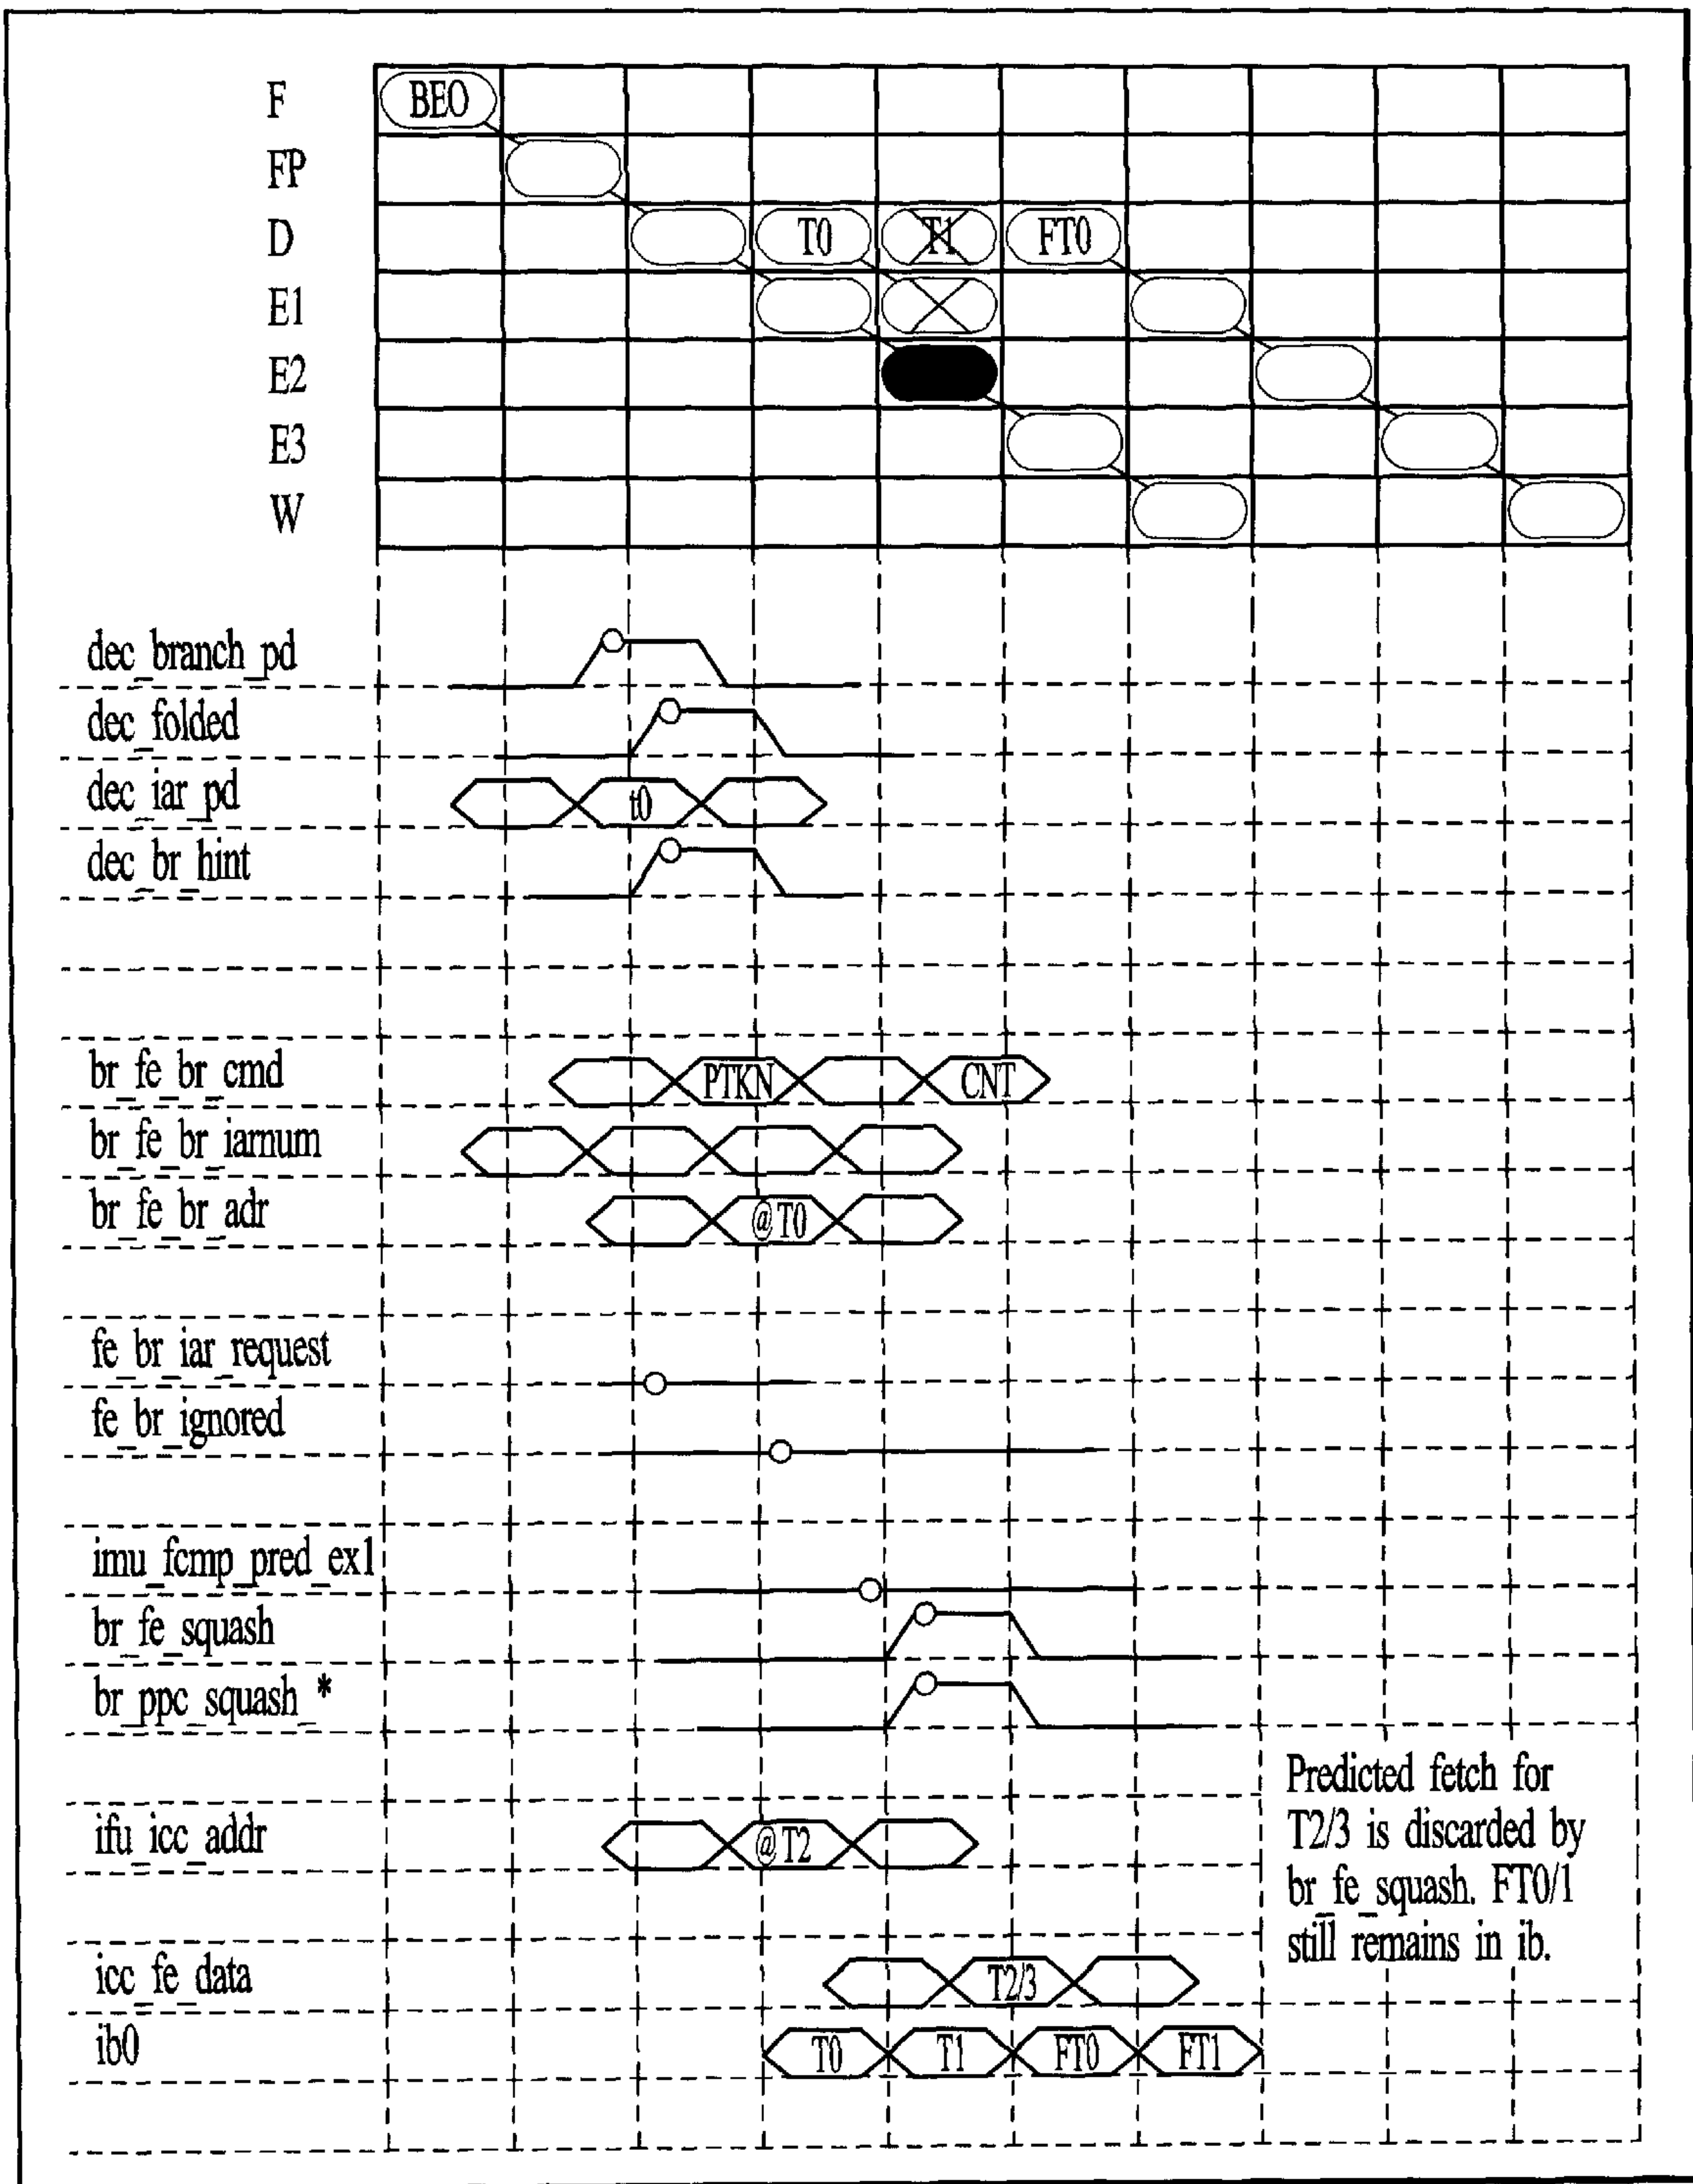 F BEO
FP
D T0 T1 FT0
E1
E2
E3
W
dec_branch_pd
dec_folded
dec_iar_pd t0
dec_br_hint
br_fe_br_cmd PTKN CNT
br_fe_br_iarnum
br_fe_br_adr @T0
fe_br_iar_request
fe_br_ignored
imu_fcmp_pred_ex1
br_fe_squash
br_ppc_squash_*
Predicted fetch for
T2/3 is discarded by
br_fe_squash. FT0/1
still remains in ib.
ifu_icc_addr @T2
icc_fe_data T2/3
ib0 T0 T1 FT0 FT1